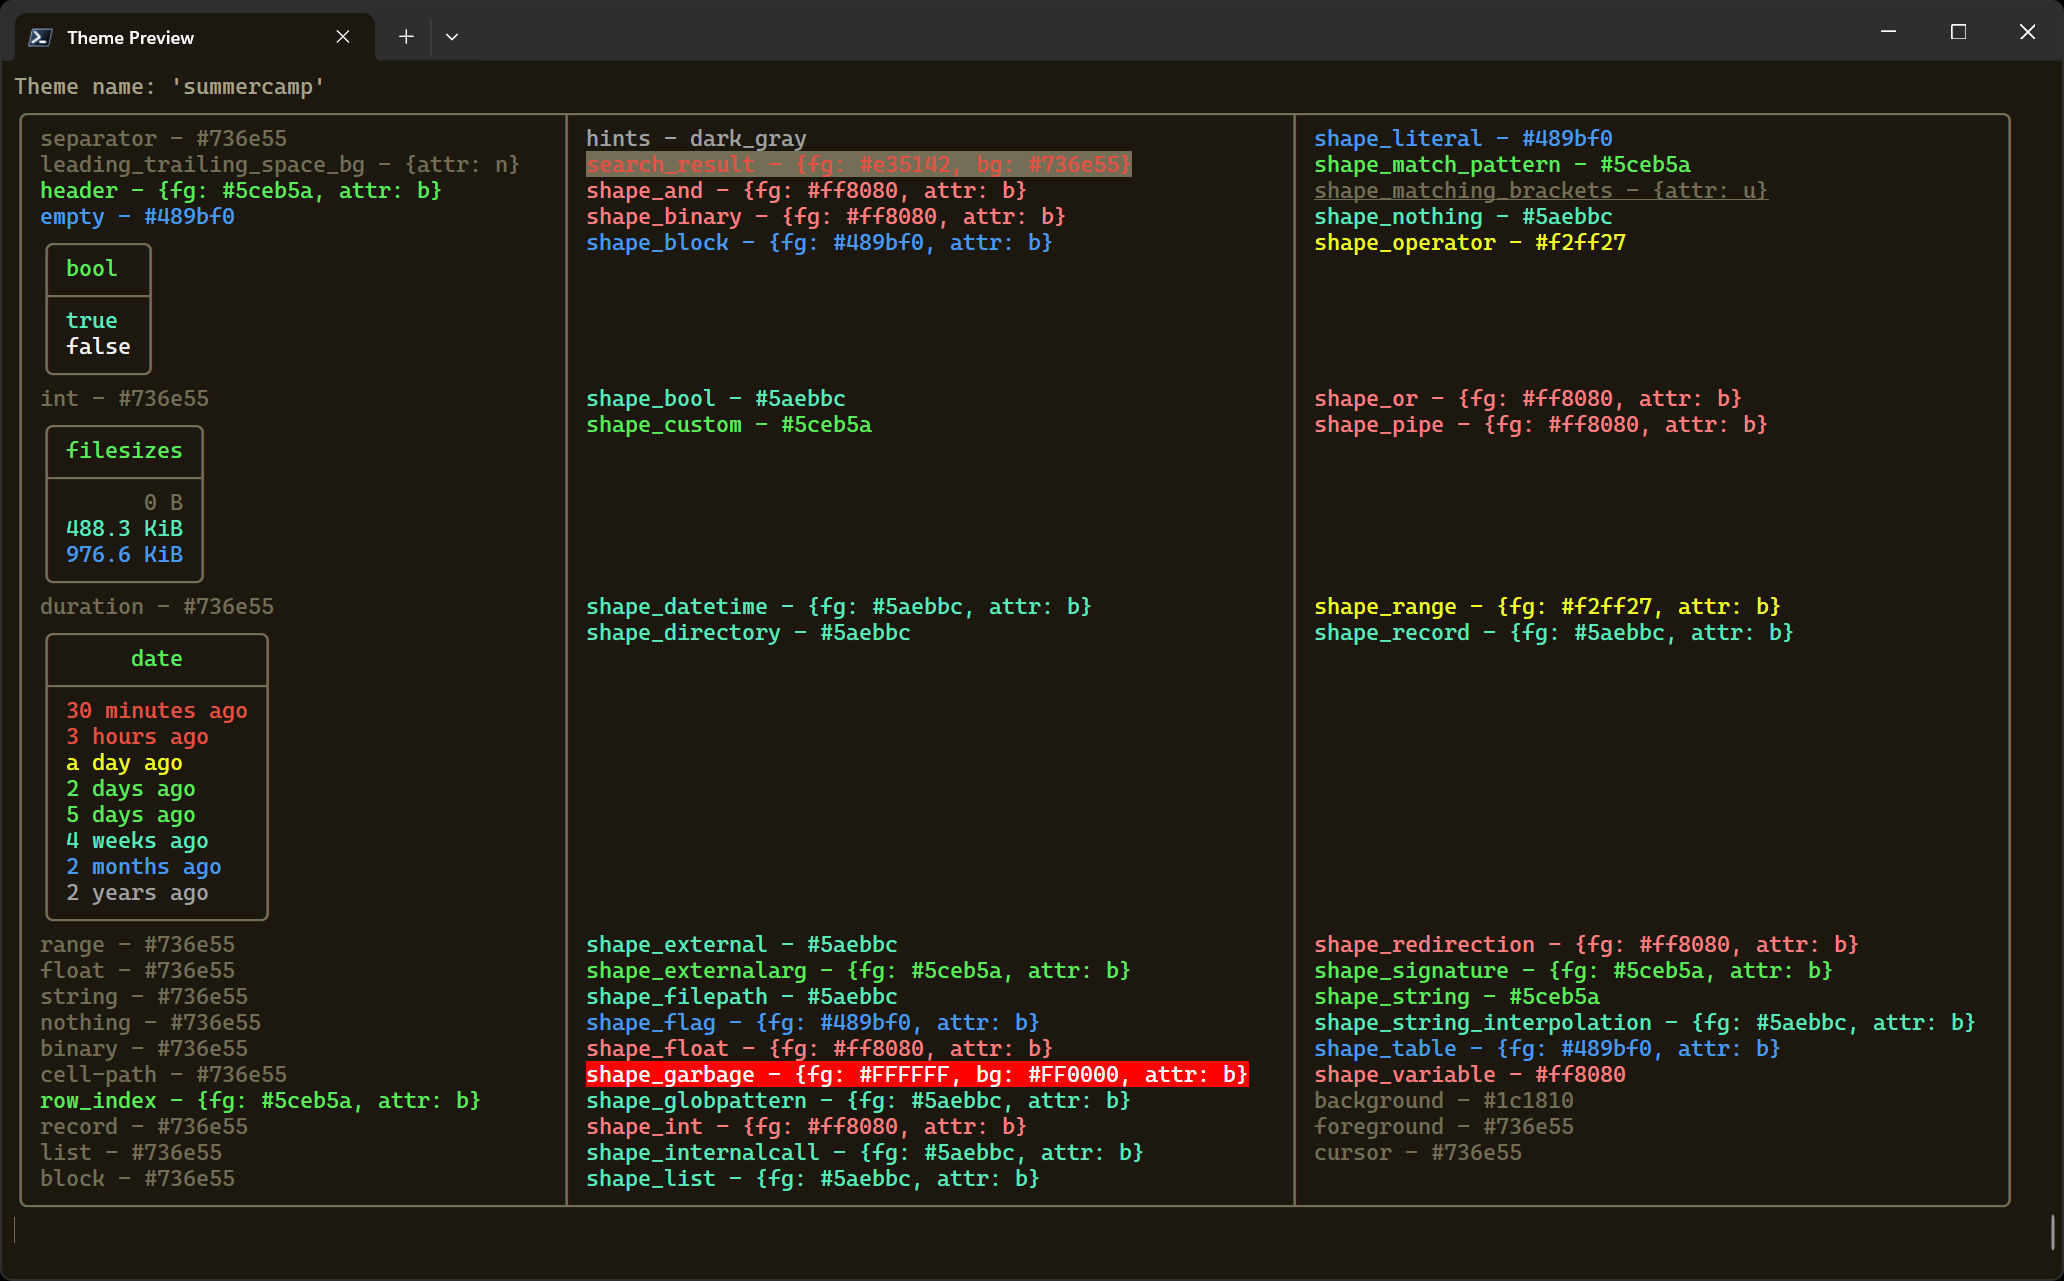 Theme Preview
Theme name: 'summercamp'
separator - #736e55
leading_trailing_space_bg - {attr: n}
header - {fg: #5ceb5a, attr: b}
empty - #489bf0
bool
true
false
int - #736e55
filesizes
0 B
488.3 KiB
976.6 KiB
duration - #736e55
date
30 minutes ago
3 hours ago
a day ago
2 days ago
5 days ago
4 weeks ago
2 months ago
2 years ago
range - #736e55
float - #736e55
string - #736e55
nothing - #736e55
binary - #736e55
cell-path - #736e55
row_index - {fg: #5ceb5a, attr: b}
record - #736e55
list - #736e55
block - #736e55
hints - dark_gray
search_result - {fg: #e35142, bg: #736e55}
shape_and - {fg: #ff8080, attr: b}
shape_binary - {fg: #ff8080, attr: b}
shape_block - {fg: #489bf0, attr: b}
shape_bool - #5aebbc
shape_custom - #5ceb5a
shape_datetime - {fg: #5aebbc, attr: b}
shape_directory - #5aebbc
shape_external - #5aebbc
shape_externalarg - {fg: #5ceb5a, attr: b}
shape_filepath - #5aebbc
shape_flag - {fg: #489bf0, attr: b}
shape_float - {fg: #ff8080, attr: b}
shape_garbage - {fg: #FFFFFF, bg: #FF0000, attr: b}
shape_globpattern - {fg: #5aebbc, attr: b}
shape_int - {fg: #ff8080, attr: b}
shape_internalcall - {fg: #5aebbc, attr: b}
shape_list - {fg: #5aebbc, attr: b}
shape_literal - #489bf0
shape_match_pattern - #5ceb5a
shape_matching_brackets - {attr: u}
shape_nothing - #5aebbc
shape_operator - #f2ff27
shape_or - {fg: #ff8080, attr: b}
shape_pipe - {fg: #ff8080, attr: b}
shape_range - {fg: #f2ff27, attr: b}
shape_record - {fg: #5aebbc, attr: b}
shape_redirection - {fg: #ff8080, attr: b}
shape_signature - {fg: #5ceb5a, attr: b}
shape_string - #5ceb5a
shape_string_interpolation - {fg: #5aebbc, attr: b}
shape_table - {fg: #489bf0, attr: b}
shape_variable - #ff8080
background - #1c1810
foreground - #736e55
cursor - #736e55